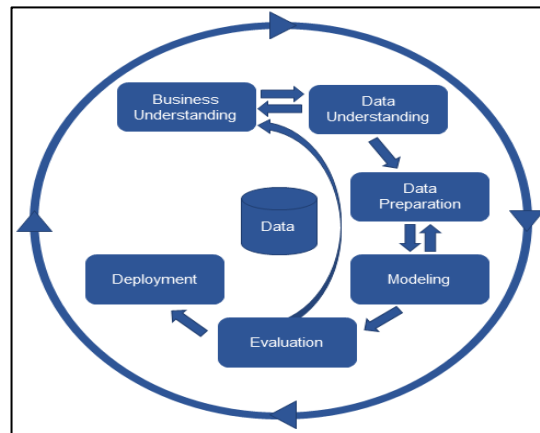 Business
Understanding
Data
Understanding
Data
Preparation
Data
Deployment
Modeling
Evaluation